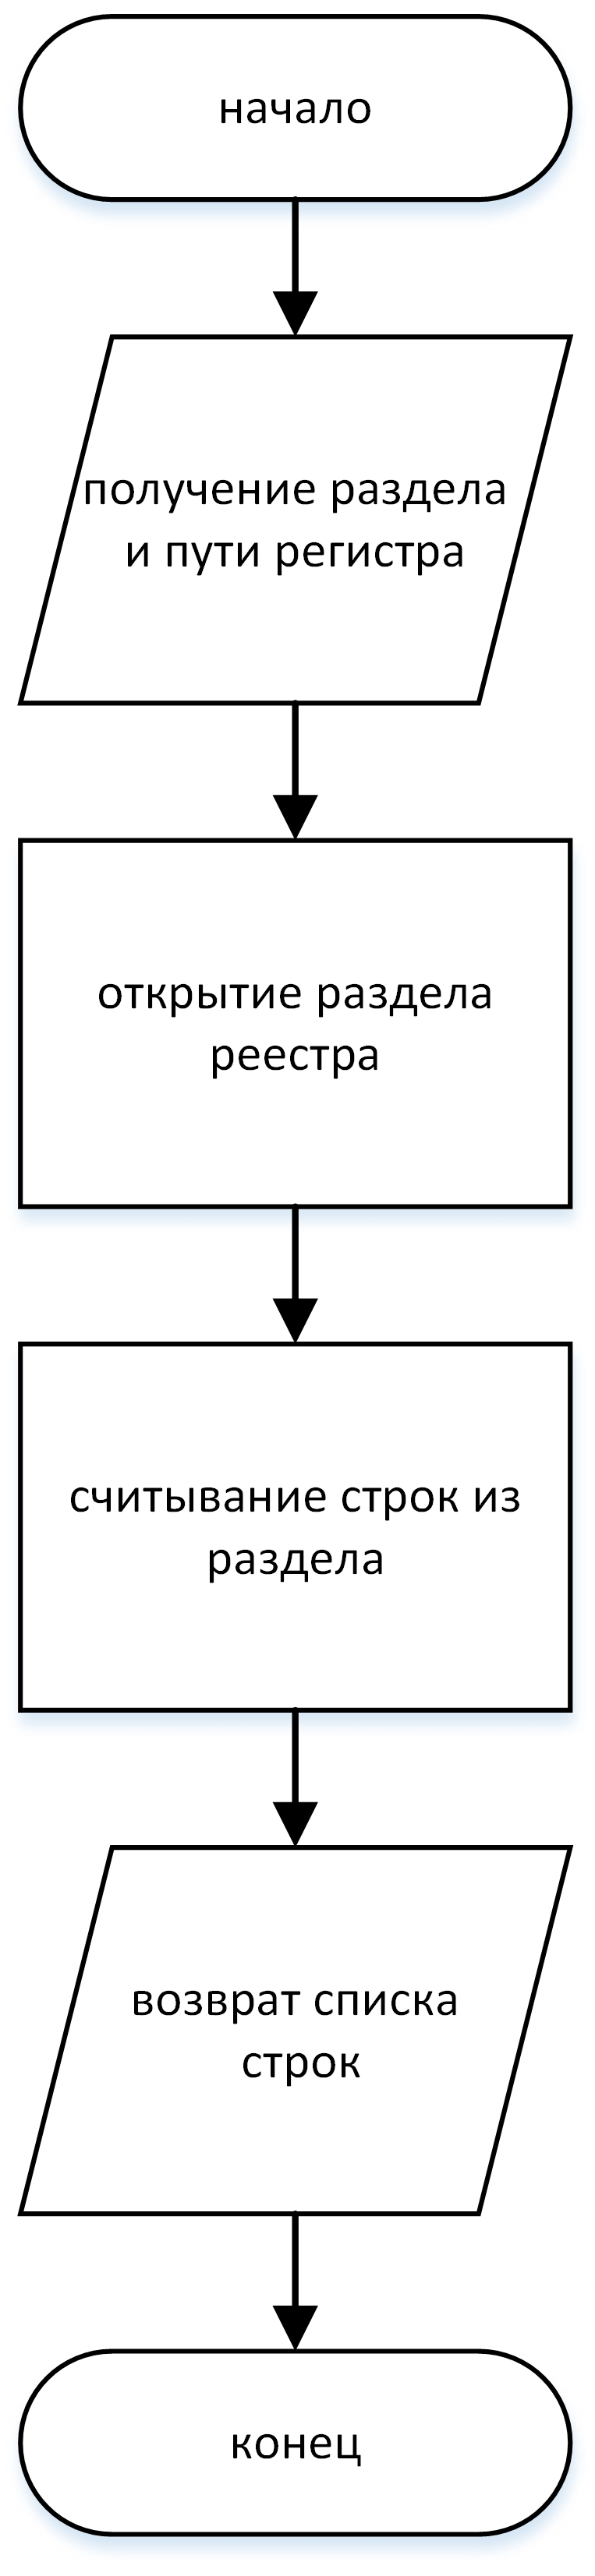 начало
получение раздела
и пути регистра
открытие раздела
реестра
считывание строк из
раздела
возврат списка
строк
конец